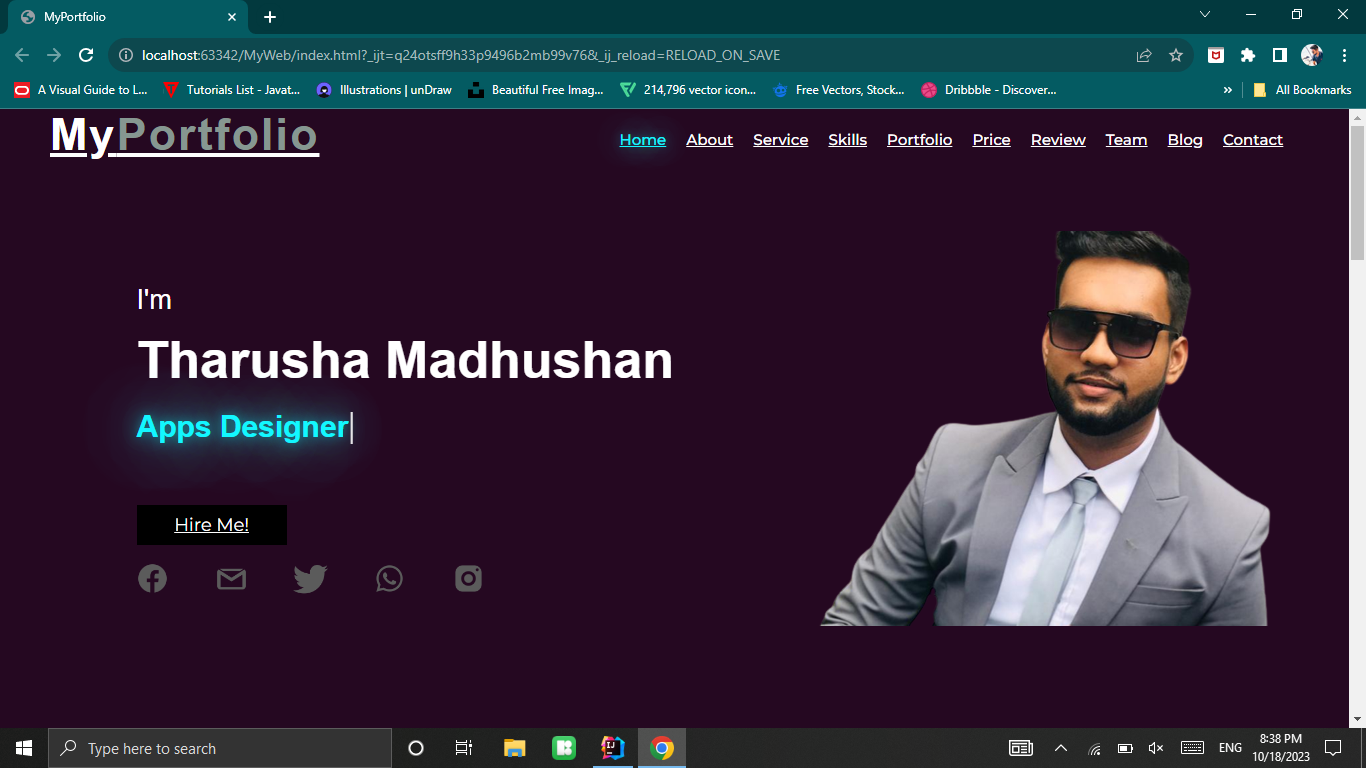 MyPortfolio
localhost:63342/MyWeb/index.html?_ijt=q24otsff9h33p9496b2mb99v76&_ij_reload=RELOAD_ON_SAVE
A Visual Guide to L... Tutorials List - Javat... Illustrations | unDraw Beautiful Free Imag... 214,796 vector icon... Free Vectors, Stock... Dribbble - Discover... » All Bookmarks
MyPortfolio Home About Service Skills Portfolio Price Review Team Blog Contact
I'm
Tharusha Madhushan
Apps Designer
Hire Me!
Type here to search
ENG
8:38 PM
10/18/2023